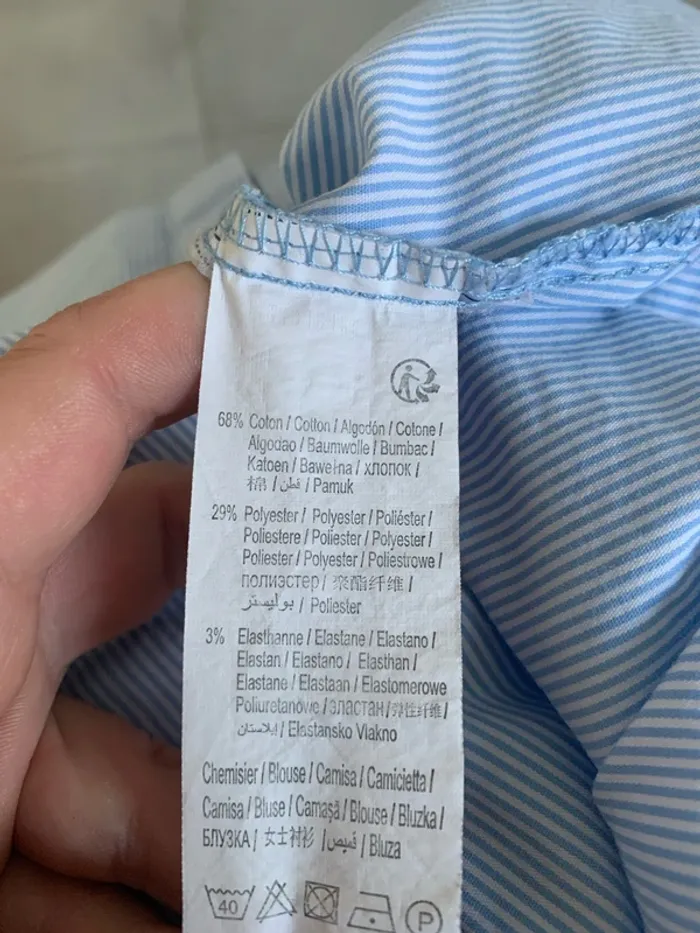 68% Coton / Cotton / Algodón / Cotone /
Algodao / Baumwolle / Bumbac /
Katoen / Bawełna / хлопок /
棉 / قطن / Pamuk
29% Polyester / Polyester / Poliéster /
Poliestere / Poliester / Polyester /
Poliester / Polyester / Poliestrowe /
полиэстер / 聚酯纤维 /
بوليستر / Poliester
3% Elasthanne / Elastane / Elastano /
Elastan / Elastano / Elasthan /
Elastane / Elastaan / Elastomerowe
Poliuretanowe / эластан / 弹性纤维 /
إيلاستان / Elastansko Vlakno
Chemisier / Blouse / Camisa / Camicietta /
Camisa / Bluse / Camaşă / Blouse / Bluzka /
БЛУЗКА / 女士衬衫 / قميص / Bluza
40 P